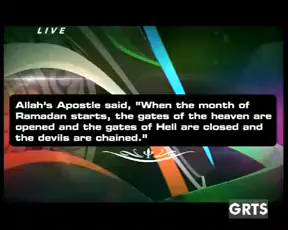 LIVE
Allah's Apostle said, "When the month of
Ramadan starts, the gates of the heaven are
opened and the gates of Hell are closed and
the devils are chained."
GRTS